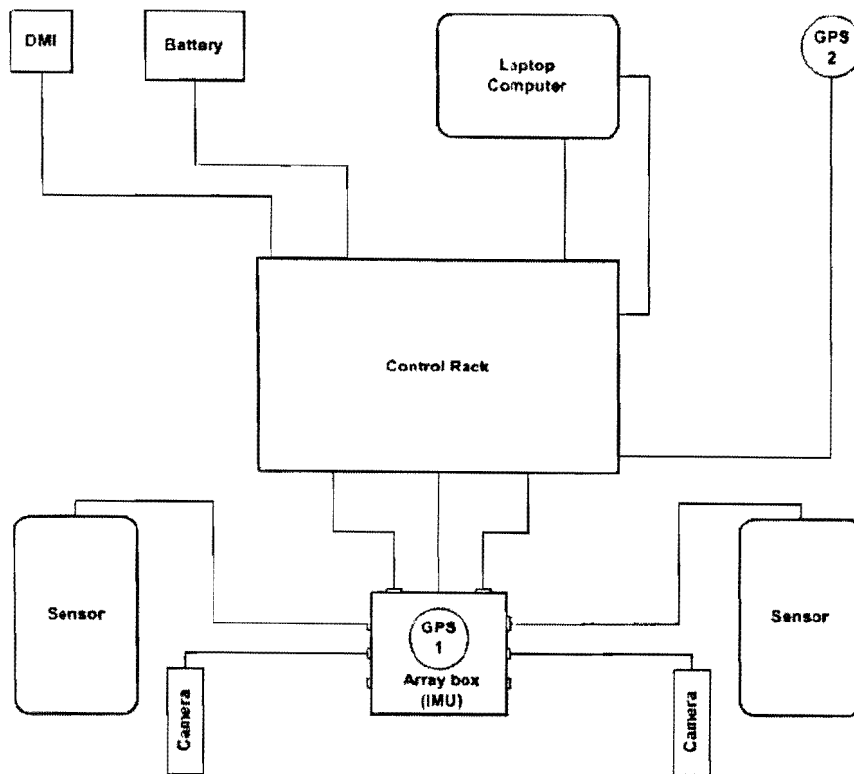 DMI
Battery
Laptop
Computer
GPS
2
Control Rack
Sensor
GPS
1
Array box
(IMU)
Sensor
Camera
Camera